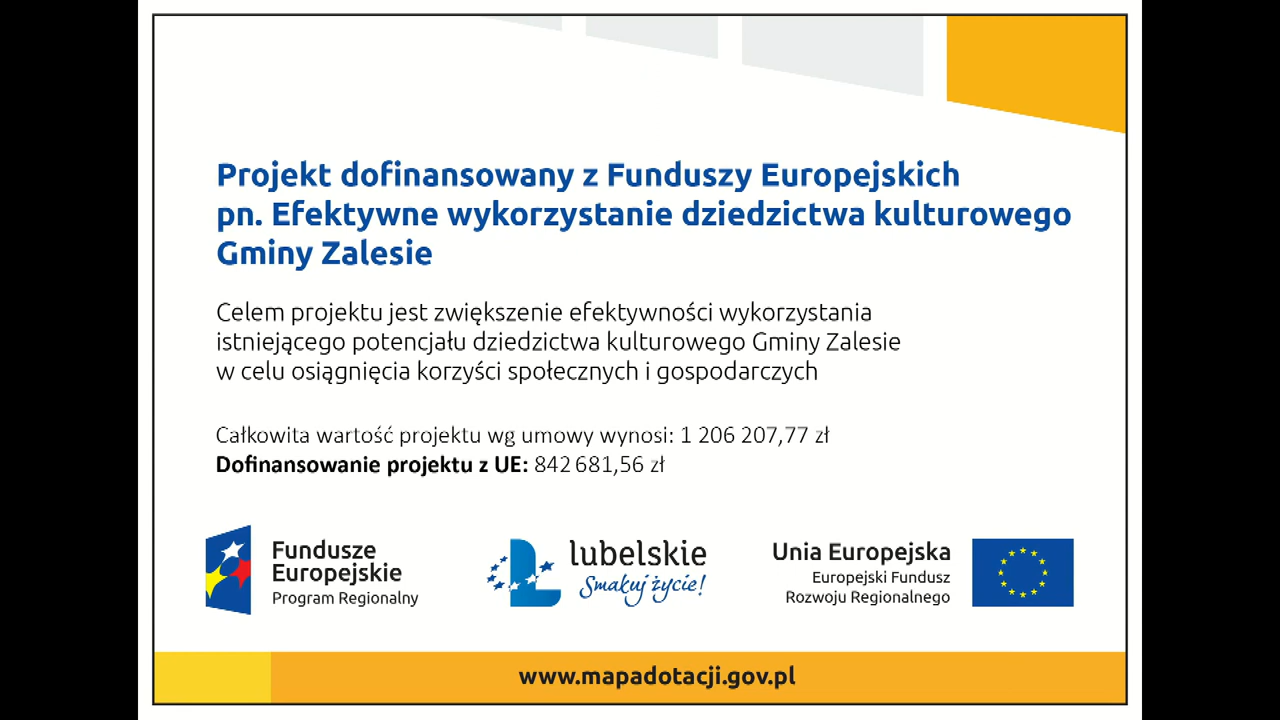 Projekt dofinansowany z Funduszy Europejskich
pn. Efektywne wykorzystanie dziedzictwa kulturowego
Gminy Zalesie
Celem projektu jest zwiększenie efektywności wykorzystania
istniejącego potencjału dziedzictwa kulturowego Gminy Zalesie
w celu osiągnięcia korzyści społecznych i gospodarczych
Całkowita wartość projektu wg umowy wynosi: 1 206 207,77 zł
Dofinansowanie projektu z UE: 842 681,56 zł
Fundusze
Europejskie
Program Regionalny
lubelskie
Smakuj życie!
Unia Europejska
Europejski Fundusz
Rozwoju Regionalnego
www.mapadotacji.gov.pl